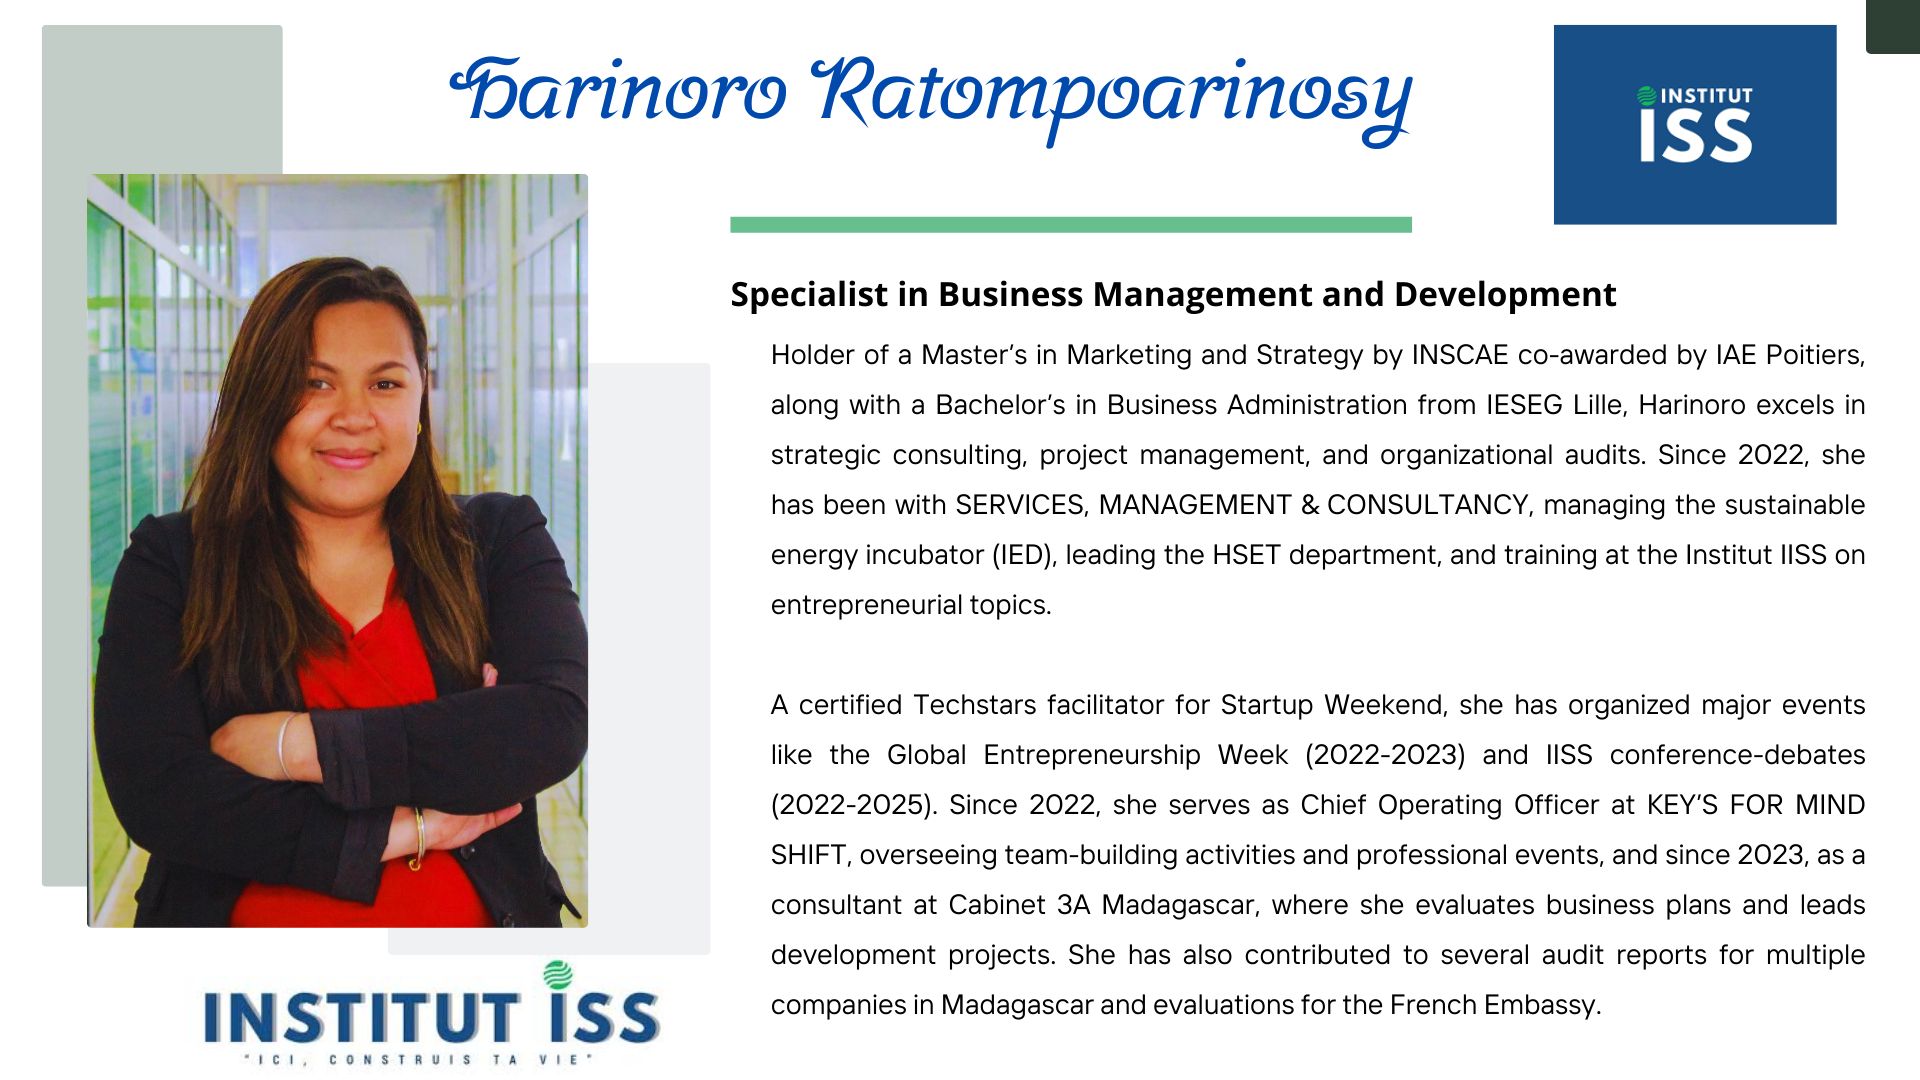 Harinoro Ratompoarinosy
INSTITUT
iSS
Specialist in Business Management and Development
Holder of a Master’s in Marketing and Strategy by INSCAE co-awarded by IAE Poitiers,
along with a Bachelor’s in Business Administration from IESEG Lille, Harinoro excels in
strategic consulting, project management, and organizational audits. Since 2022, she
has been with SERVICES, MANAGEMENT & CONSULTANCY, managing the sustainable
energy incubator (IED), leading the HSET department, and training at the Institut IISS on
entrepreneurial topics.
A certified Techstars facilitator for Startup Weekend, she has organized major events
like the Global Entrepreneurship Week (2022-2023) and IISS conference-debates
(2022-2025). Since 2022, she serves as Chief Operating Officer at KEY’S FOR MIND
SHIFT, overseeing team-building activities and professional events, and since 2023, as a
consultant at Cabinet 3A Madagascar, where she evaluates business plans and leads
development projects. She has also contributed to several audit reports for multiple
companies in Madagascar and evaluations for the French Embassy.
INSTITUT iSS
"ICI, CONSTRUIS TA VIE"